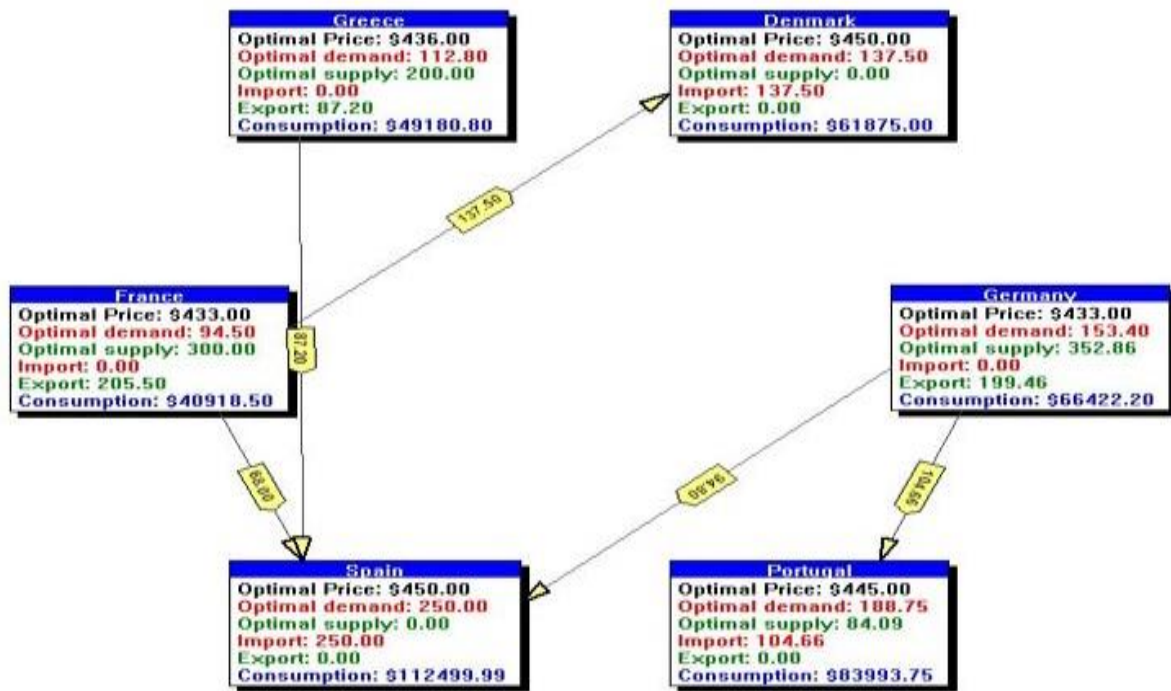 Greece
Optimal Price: $436.00
Optimal demand: 112.80
Optimal supply: 200.00
Import: 0.00
Export: 87.20
Consumption: $49180.80
Denmark
Optimal Price: $450.00
Optimal demand: 137.50
Optimal supply: 0.00
Import: 137.50
Export: 0.00
Consumption: $61875.00
137.50
France
Optimal Price: $433.00
Optimal demand: 94.50
Optimal supply: 300.00
Import: 0.00
Export: 205.50
Consumption: $40918.50
87.20
Germany
Optimal Price: $433.00
Optimal demand: 153.40
Optimal supply: 352.86
Import: 0.00
Export: 199.46
Consumption: $66422.20
68.00
94.80
104.66
Spain
Optimal Price: $450.00
Optimal demand: 250.00
Optimal supply: 0.00
Import: 250.00
Export: 0.00
Consumption: $112499.99
Portugal
Optimal Price: $445.00
Optimal demand: 188.75
Optimal supply: 84.09
Import: 104.66
Export: 0.00
Consumption: $83993.75